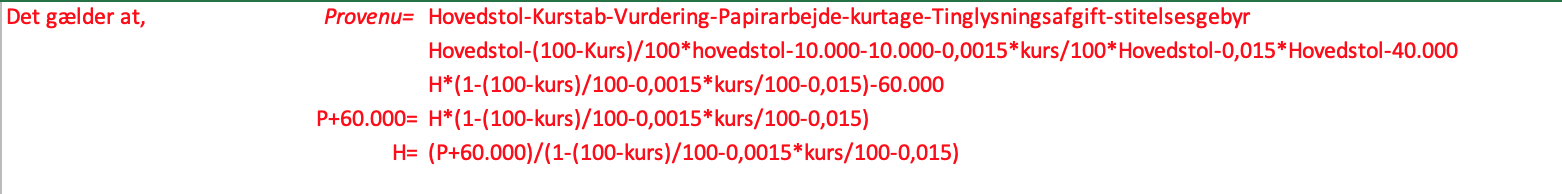 Det gælder at, Provenu= Hovedstol-Kurstab-Vurdering-Papirarbejde-kurtage-Tinglysningsafgift-stitelsesgebyr
Hovedstol-(100-Kurs)/100*hovedstol-10.000-10.000-0,0015*kurs/100*Hovedstol-0,015*Hovedstol-40.000
H*(1-(100-kurs)/100-0,0015*kurs/100-0,015)-60.000
P+60.000= H*(1-(100-kurs)/100-0,0015*kurs/100-0,015)
H= (P+60.000)/(1-(100-kurs)/100-0,0015*kurs/100-0,015)